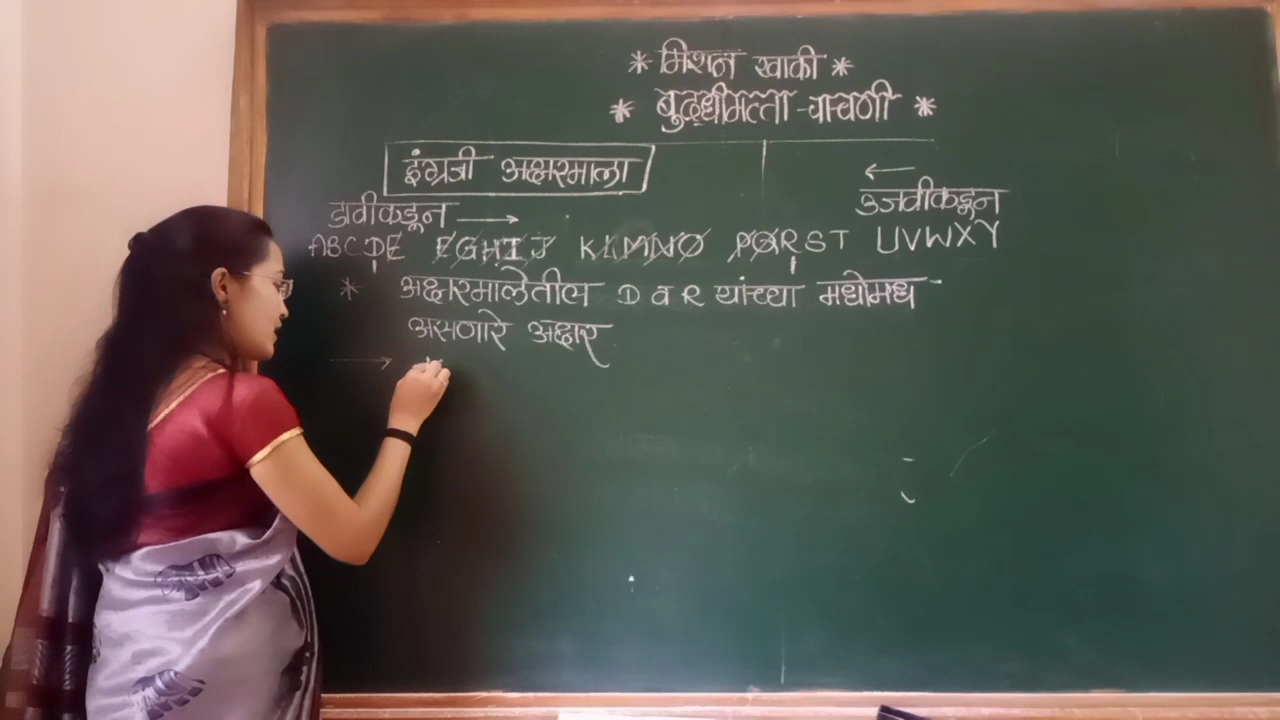 * मिशन खाकी *
* बुद्धीमत्ता-चाचणी *
इंग्रजी अक्षरमाला
←
डावीकडून → उजवीकडून
ABCDE FGHIJ KLMNO PQRST UVWXY
* अक्षरमालेतील D व R यांच्या मधोमध
असणारे अक्षर
→